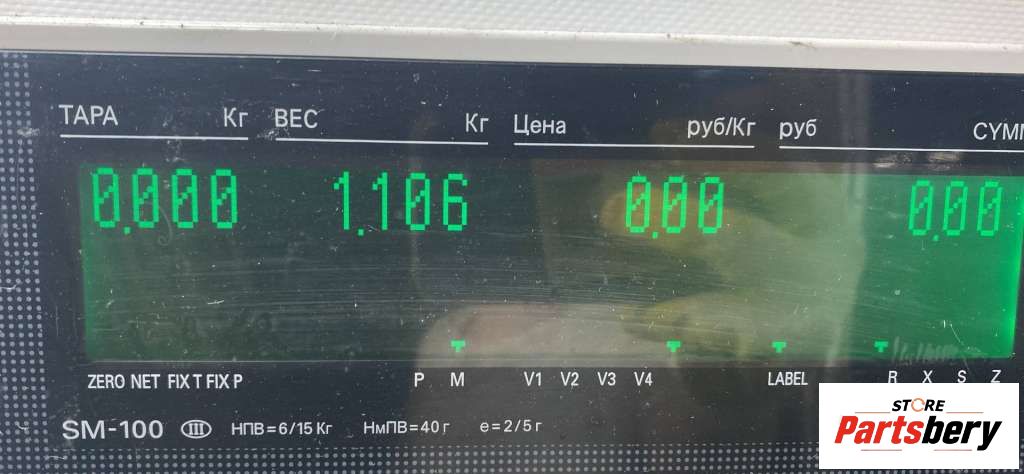 ТАРА Кг ВЕС Кг Цена руб/Кг руб
0.000 1.106 0.00 0.00
ZERO NET FIX T FIX P P M V1 V2 V3 V4 LABEL R X S Z
SM-100 III НПВ=6/15 Кг НмПВ=40 г e=2/5 г
STORE
Partsbery